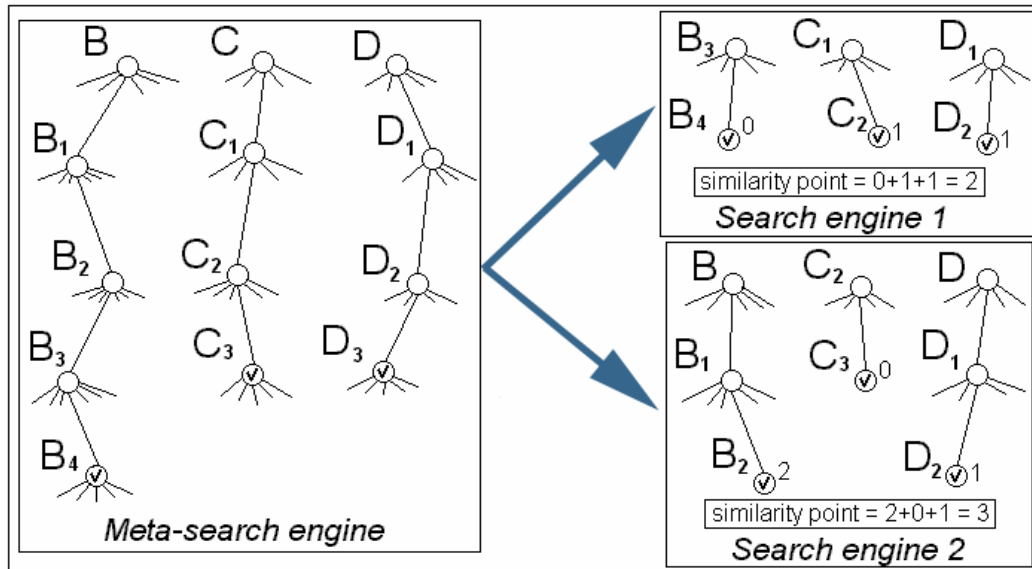 B C D
B₁ C₁ D₁
B₂ C₂ D₂
B₃ C₃ D₃
B₄
Meta-search engine
B₃ C₁ D₁
B₄ 0 C₂ 1 D₂ 1
similarity point = 0+1+1 = 2
Search engine 1
B C₂ D
B₁ C₃ 0 D₁
B₂ 2 D₂ 1
similarity point = 2+0+1 = 3
Search engine 2